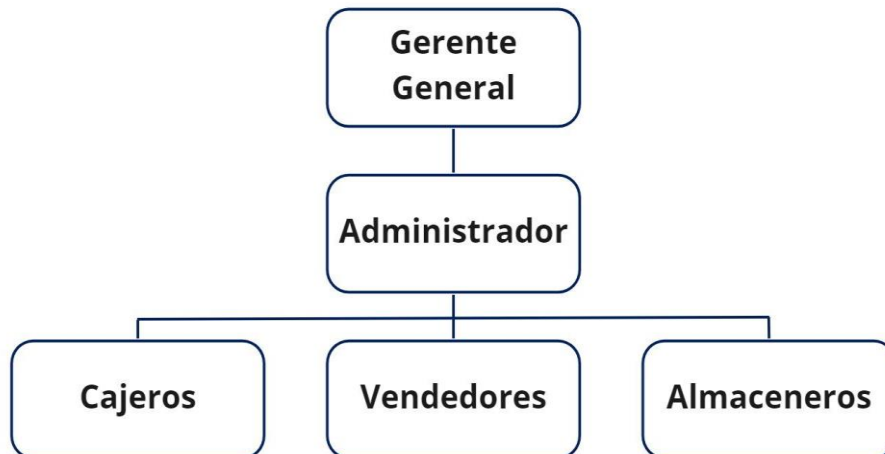 Gerente
General
Administrador
Cajeros
Vendedores
Almaceneros